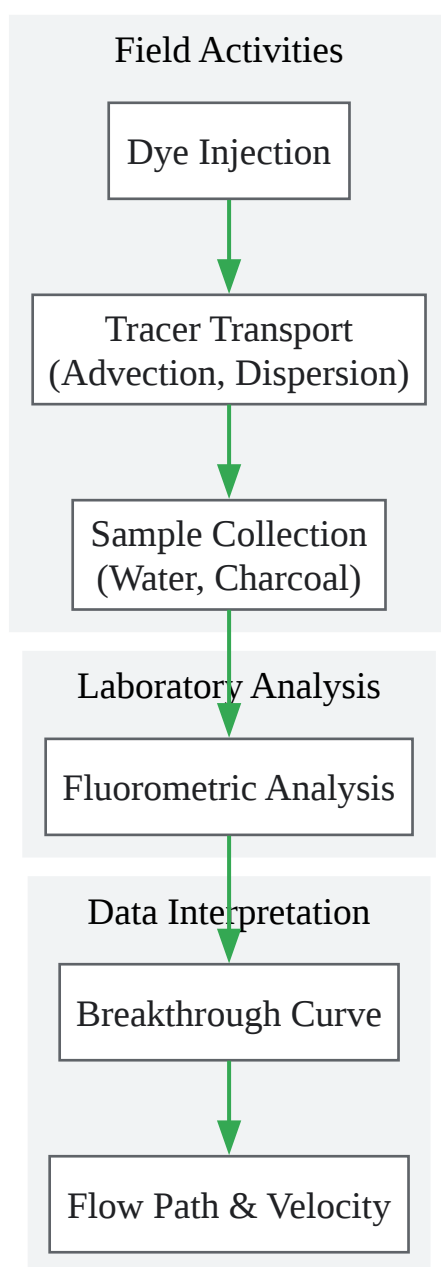 Field Activities
Dye Injection
Tracer Transport
(Advection, Dispersion)
Sample Collection
(Water, Charcoal)
Laboratory Analysis
Fluorometric Analysis
Data Interpretation
Breakthrough Curve
Flow Path & Velocity